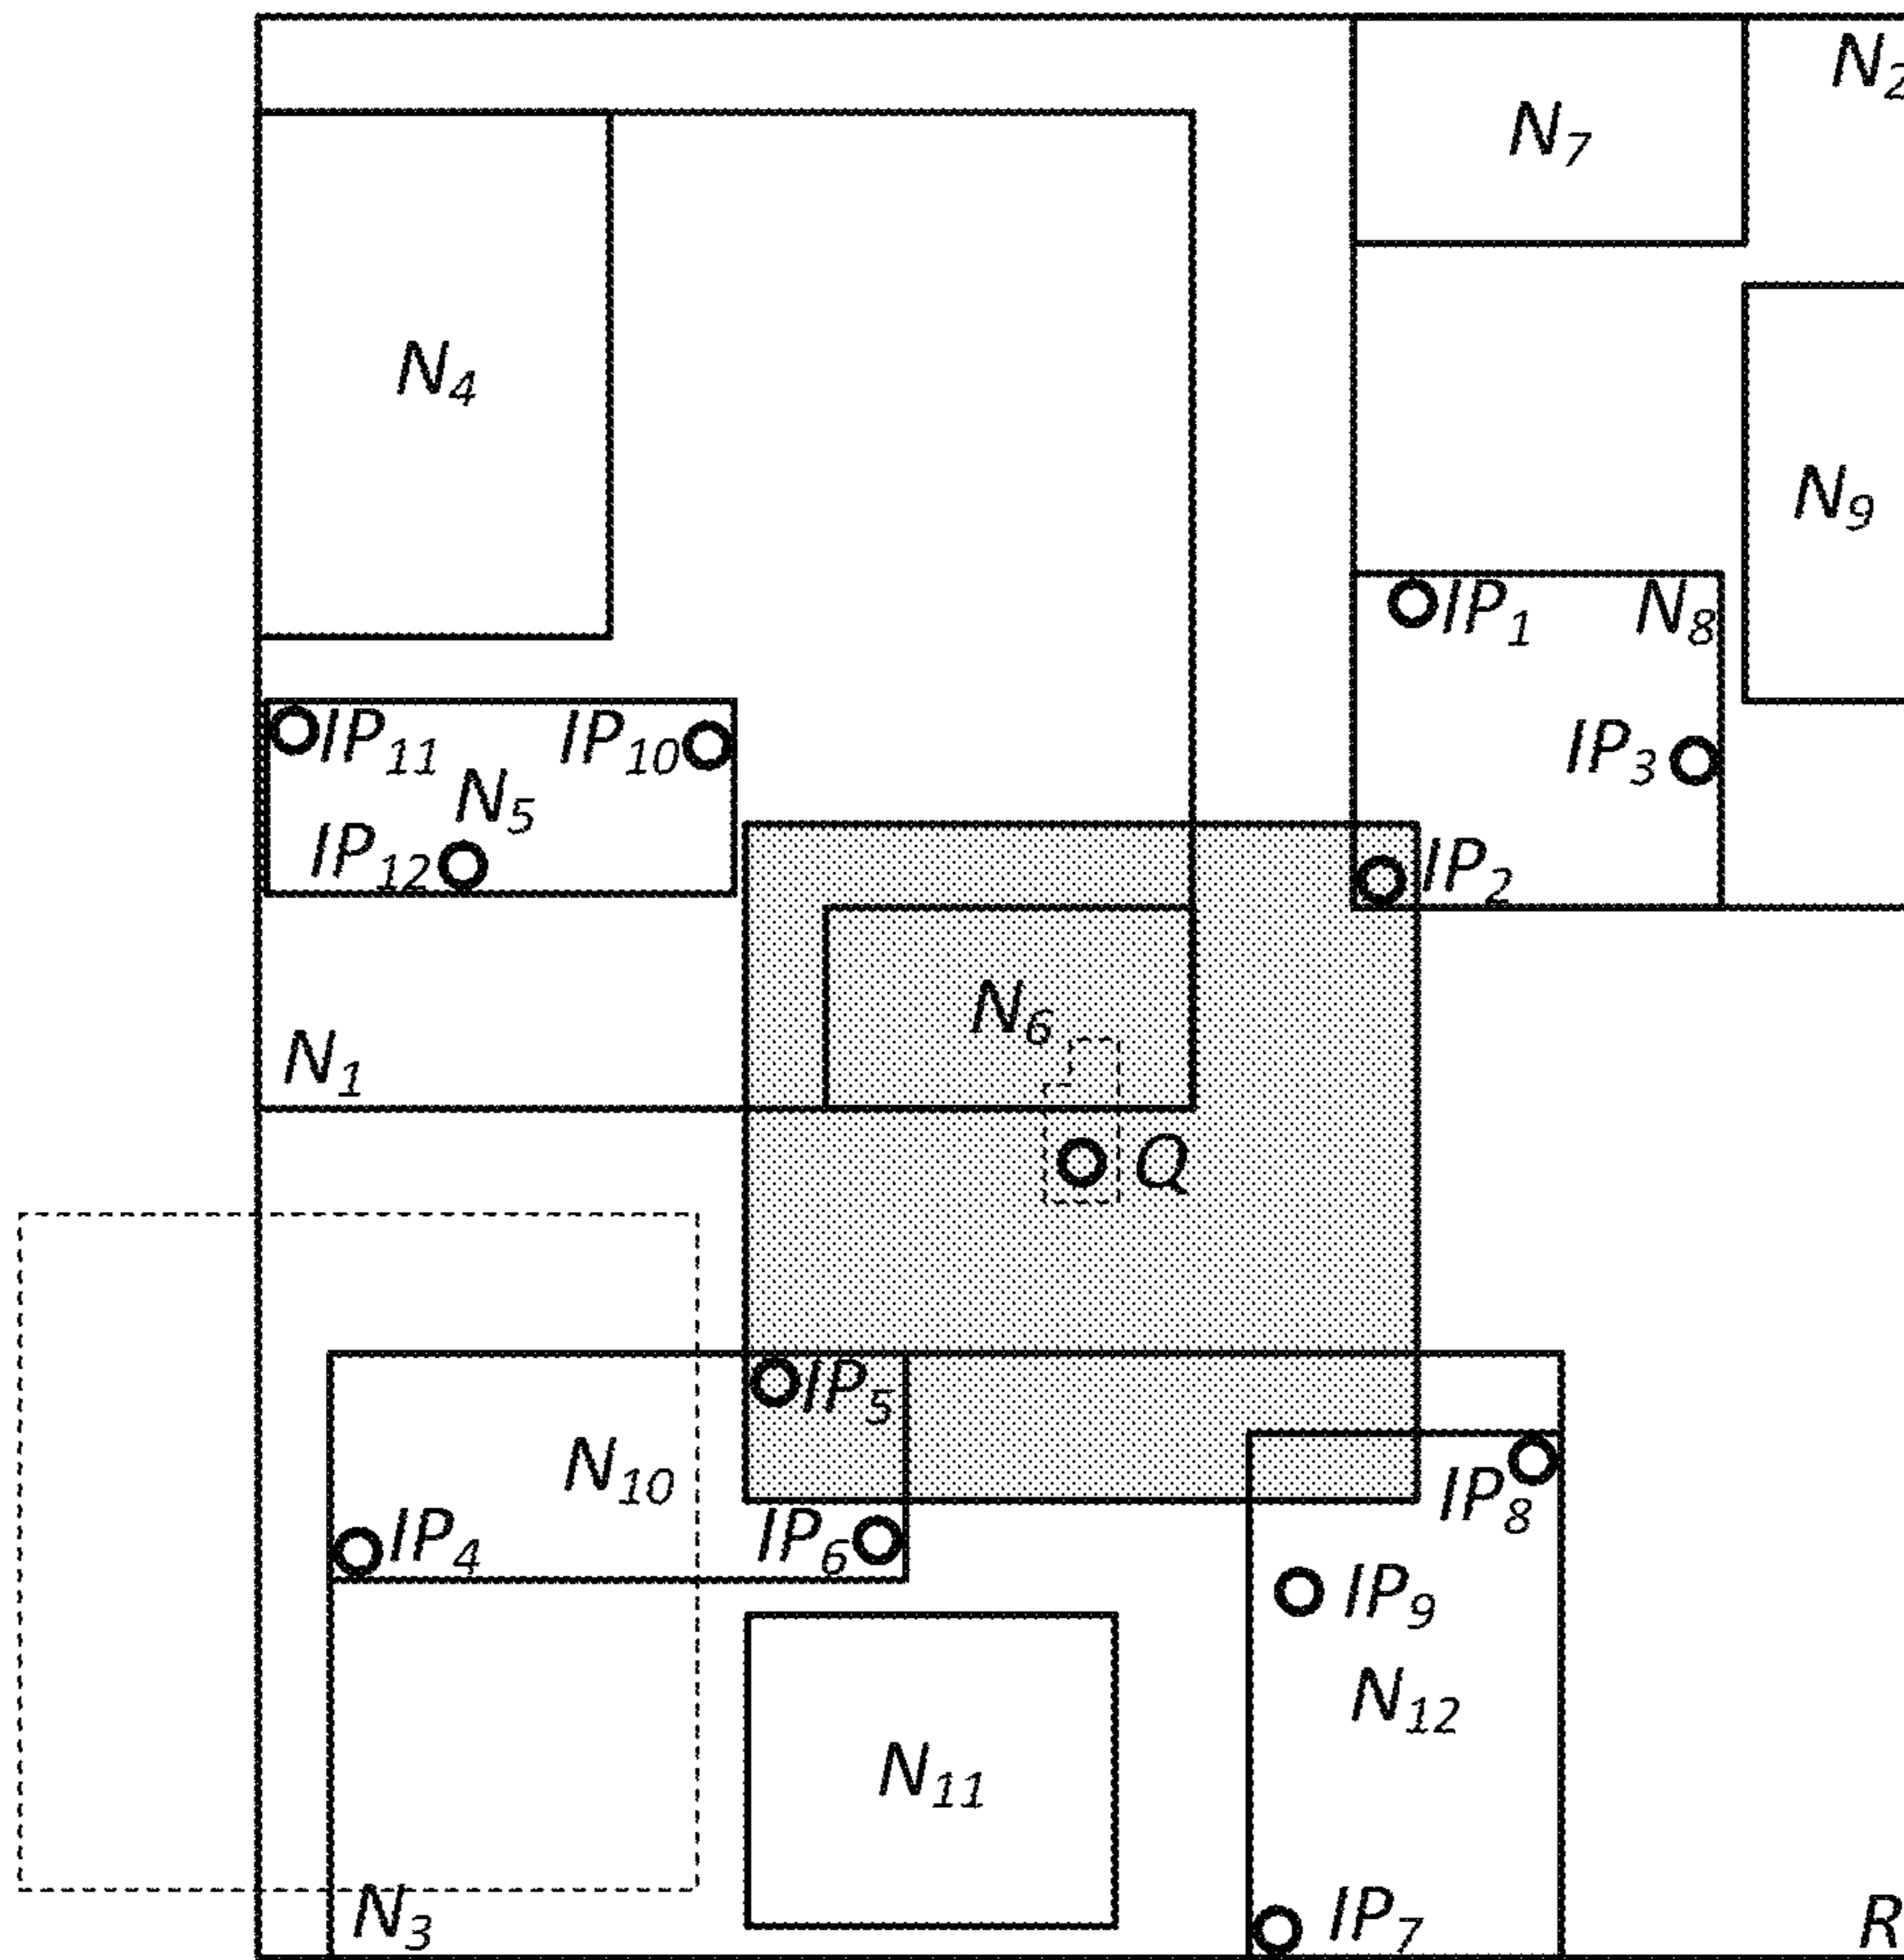 N₂
N₇
N₄
N₉
IP₁ N₈
IP₁₁ IP₁₀
IP₃
N₅
IP₁₂
IP₂
N₆
N₁
Q
IP₅
N₁₀
IP₈
IP₄
IP₆
IP₉
N₁₂
N₁₁
N₃
IP₇
R